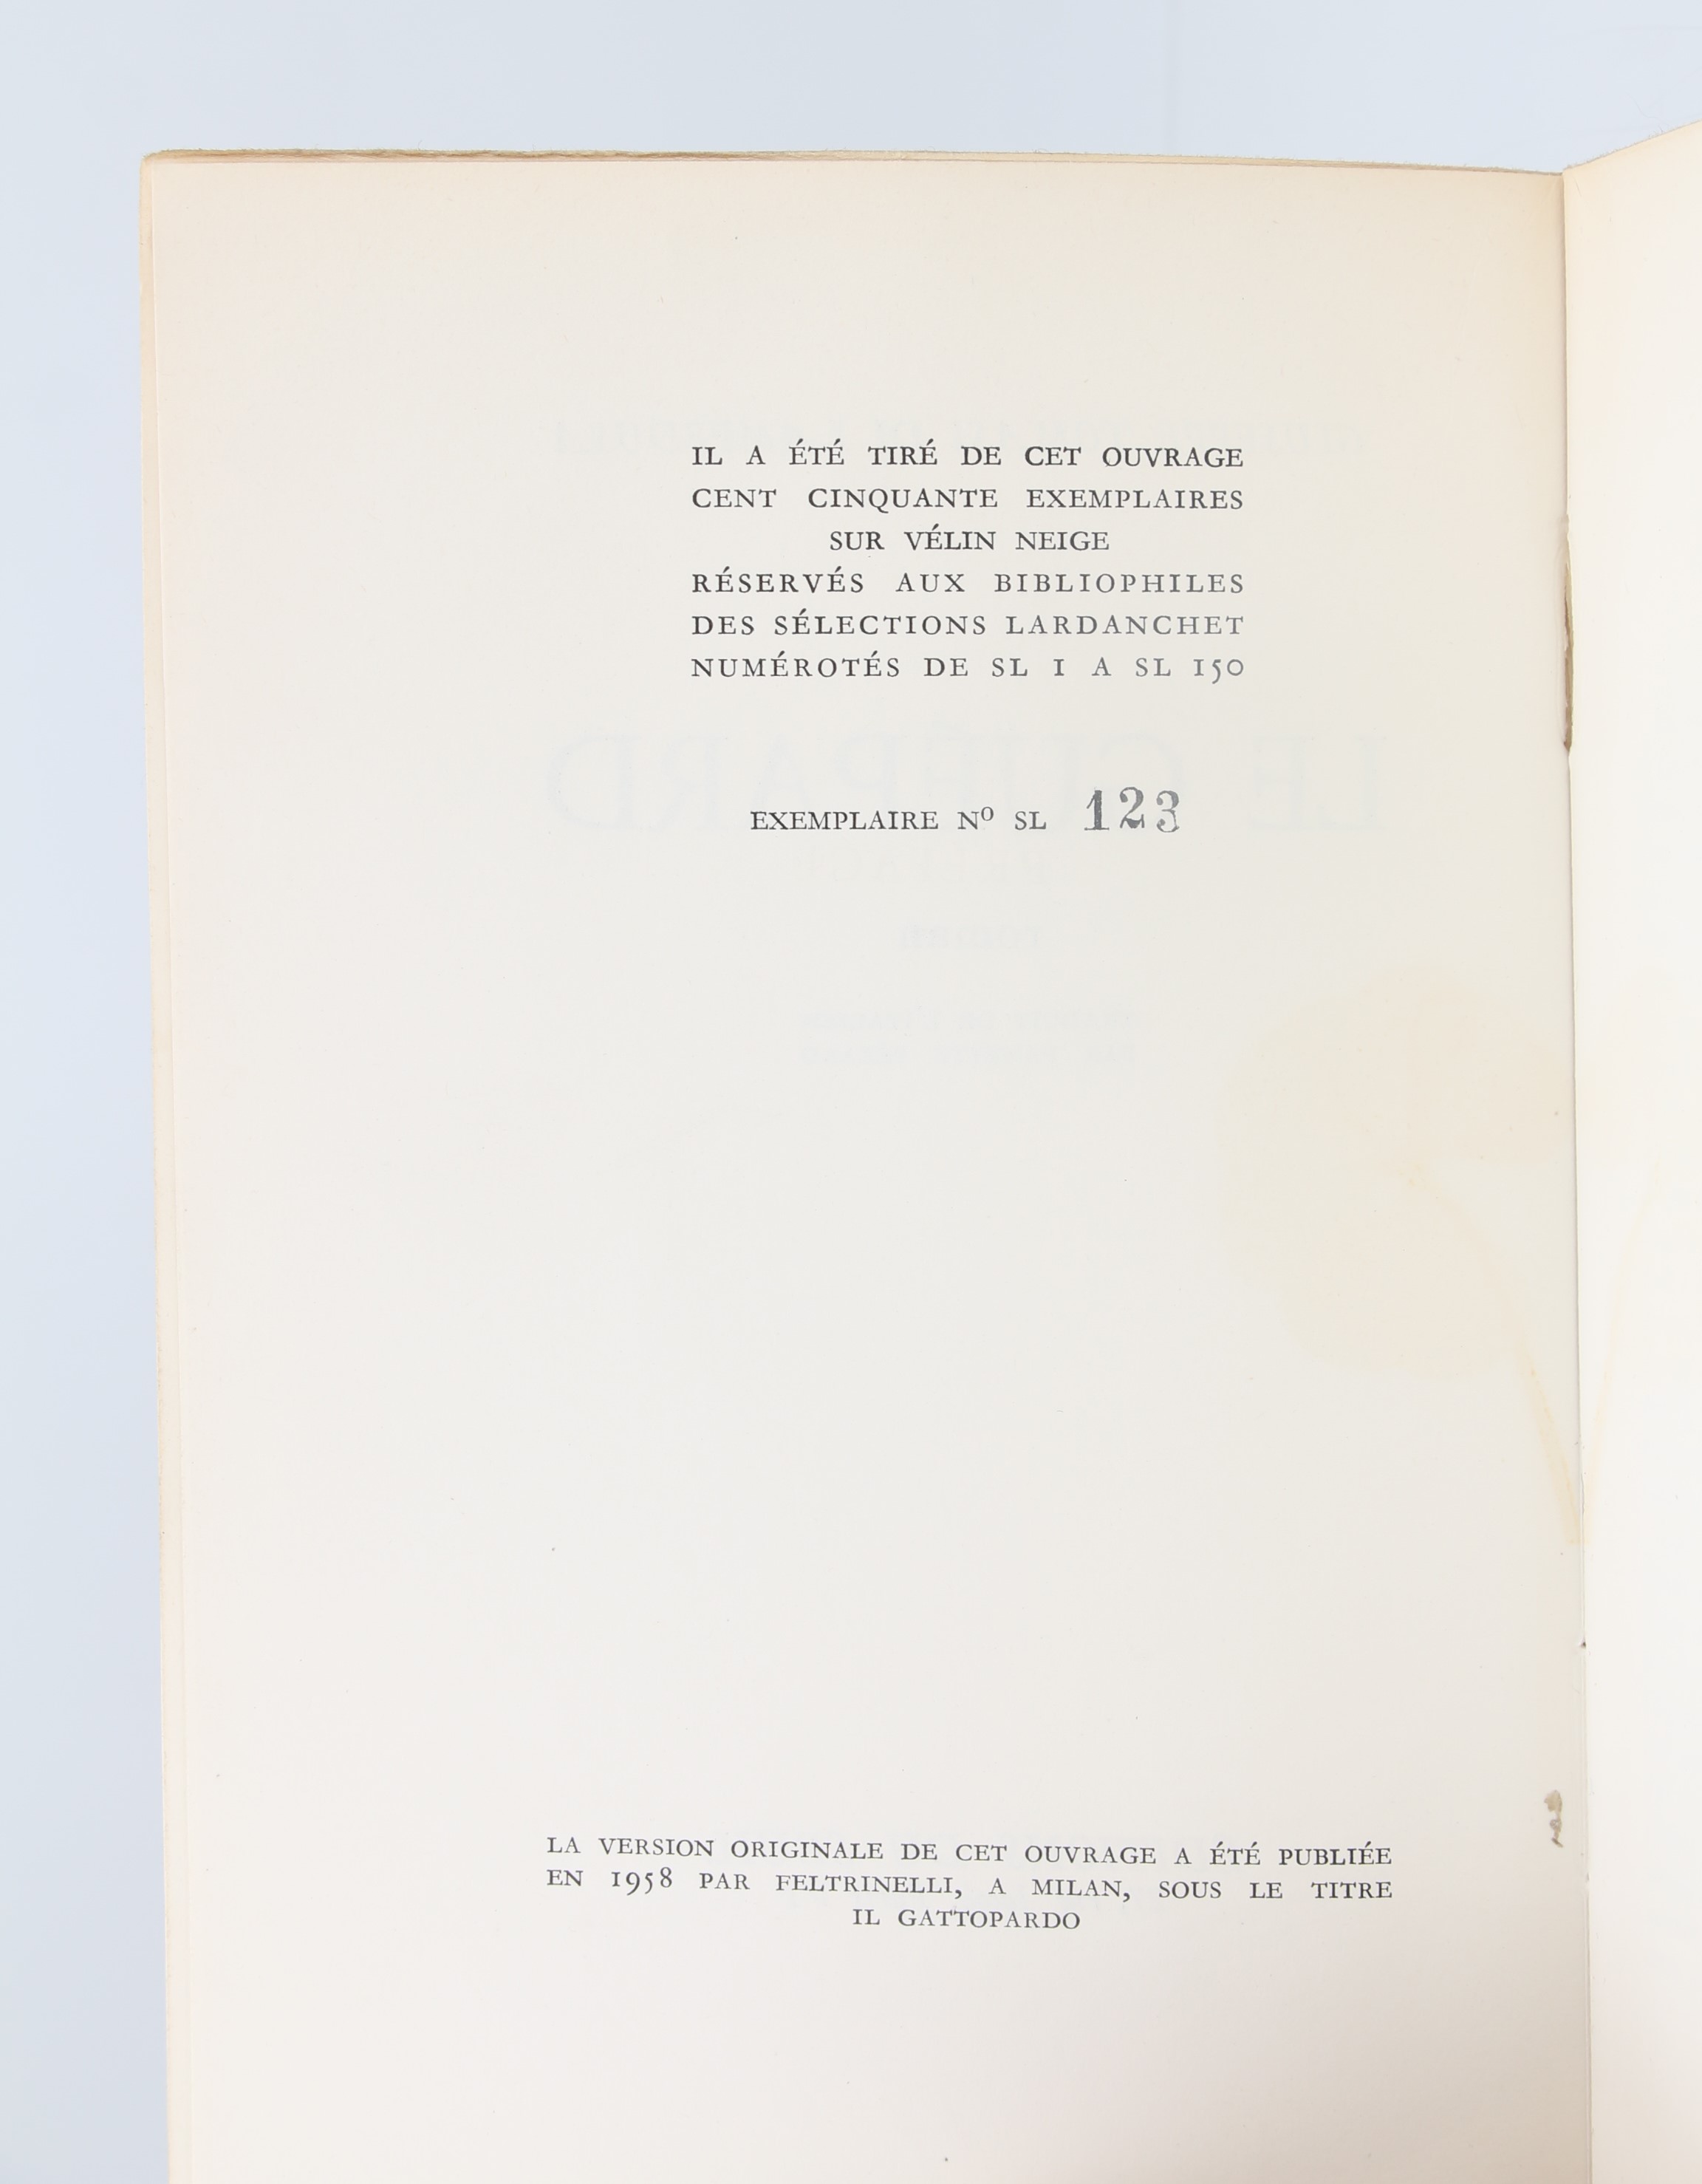 IL A ÉTÉ TIRÉ DE CET OUVRAGE
CENT CINQUANTE EXEMPLAIRES
SUR VÉLIN NEIGE
RÉSERVÉS AUX BIBLIOPHILES
DES SÉLECTIONS LARDANCHET
NUMÉROTÉS DE SL 1 A SL 150
EXEMPLAIRE Nº SL 123
LA VERSION ORIGINALE DE CET OUVRAGE A ÉTÉ PUBLIÉE
EN 1958 PAR FELTRINELLI, A MILAN, SOUS LE TITRE
IL GATTOPARDO